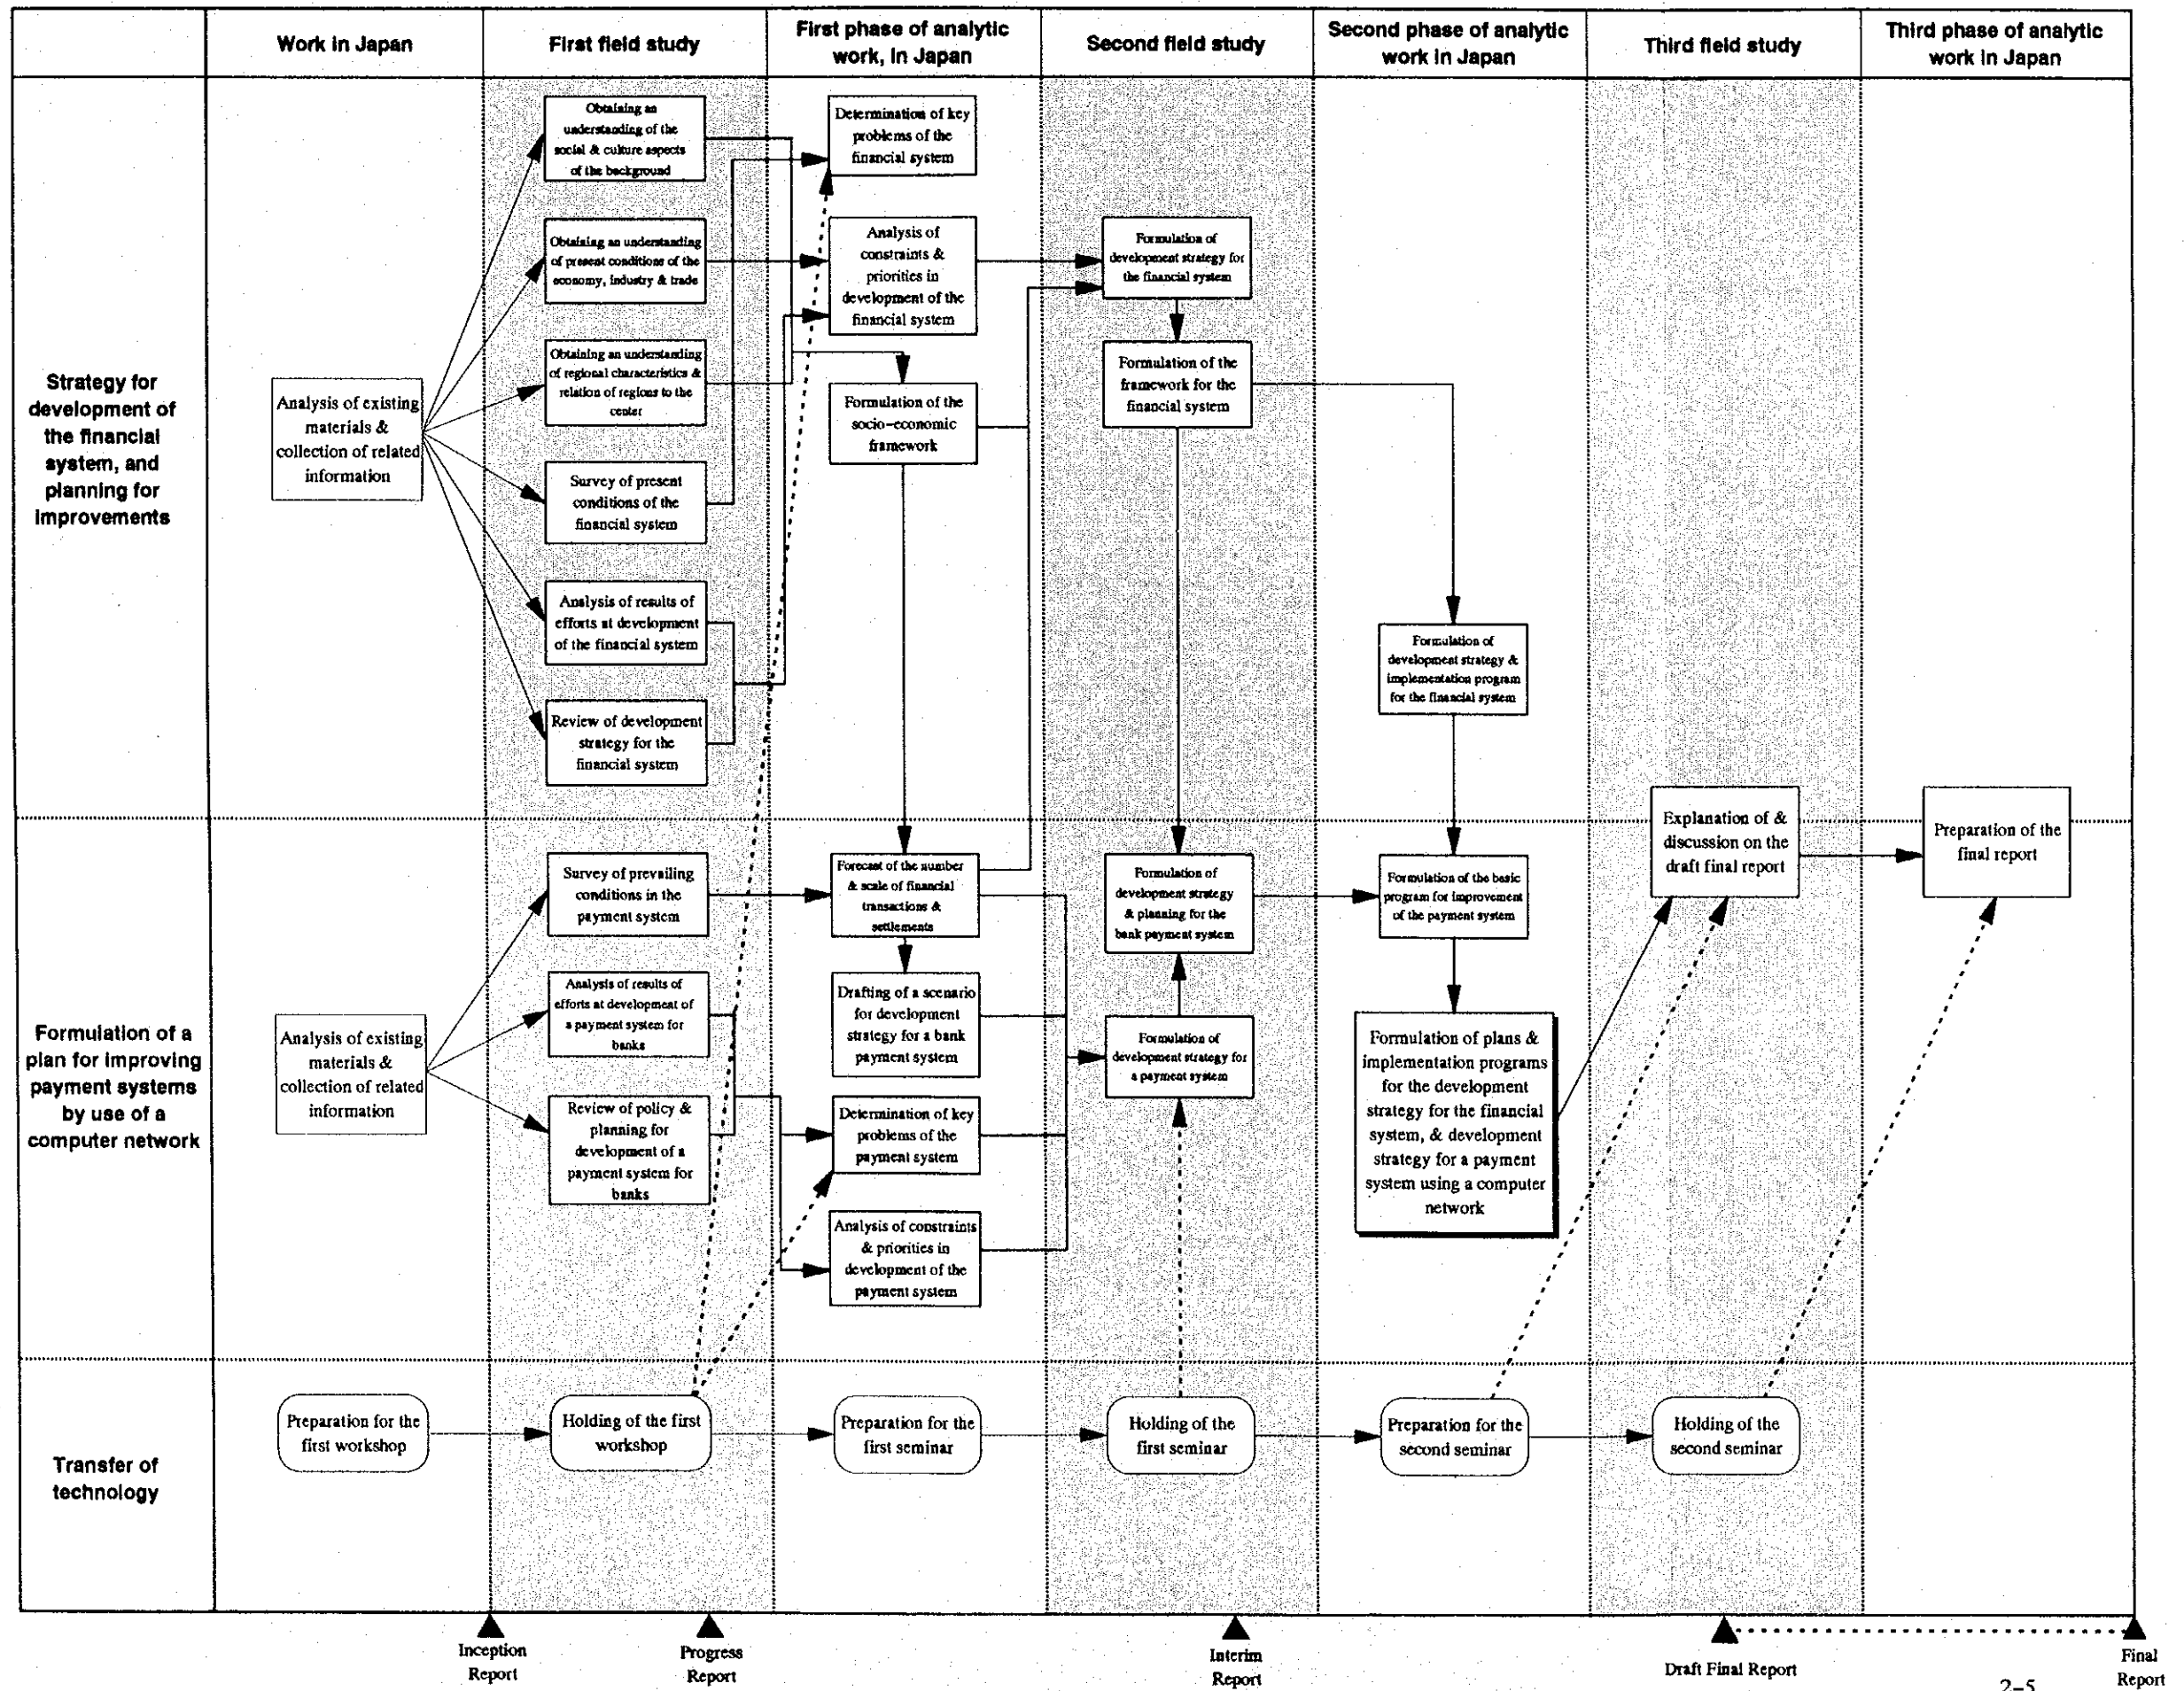 Work in Japan
First field study
First phase of analytic
work, in Japan
Second field study
Second phase of analytic
work in Japan
Third field study
Third phase of analytic
work in Japan
Strategy for
development of
the financial
system, and
planning for
improvements
Analysis of existing
materials &
collection of related
information
Obtaining an
understanding of the
social & culture aspects
of the background
Obtaining an understanding
of present conditions of the
economy, industry & trade
Obtaining an understanding
of regional characteristics &
relation of regions to the
center
Survey of present
conditions of the
financial system
Analysis of results of
efforts at development
of the financial system
Review of development
strategy for the
financial system
Determination of key
problems of the
financial system
Analysis of
constraints &
priorities in
development of the
financial system
Formulation of the
socio-economic
framework
Formulation of
development strategy for
the financial system
Formulation of the
framework for the
financial system
Formulation of
development strategy &
implementation program
for the financial system
Explanation of &
discussion on the
draft final report
Preparation of the
final report
Formulation of a
plan for improving
payment systems
by use of a
computer network
Analysis of existing
materials &
collection of related
information
Survey of prevailing
conditions in the
payment system
Analysis of results of
efforts at development of
a payment system for
banks
Review of policy &
planning for
development of a
payment system for
banks
Forecast of the number
& scale of financial
transactions &
settlements
Drafting of a scenario
for development
strategy for a bank
payment system
Determination of key
problems of the
payment system
Analysis of constraints
& priorities in
development of the
payment system
Formulation of
development strategy
& planning for the
bank payment system
Formulation of
development strategy for
a payment system
Formulation of the basic
program for improvement
of the payment system
Formulation of plans &
implementation programs
for the development
strategy for the financial
system, & development
strategy for a payment
system using a computer
network
Transfer of
technology
Preparation for the
first workshop
Holding of the first
workshop
Preparation for the
first seminar
Holding of the
first seminar
Preparation for the
second seminar
Holding of the
second seminar
Inception
Report
Progress
Report
Interim
Report
Draft Final Report
Final
Report
2-5